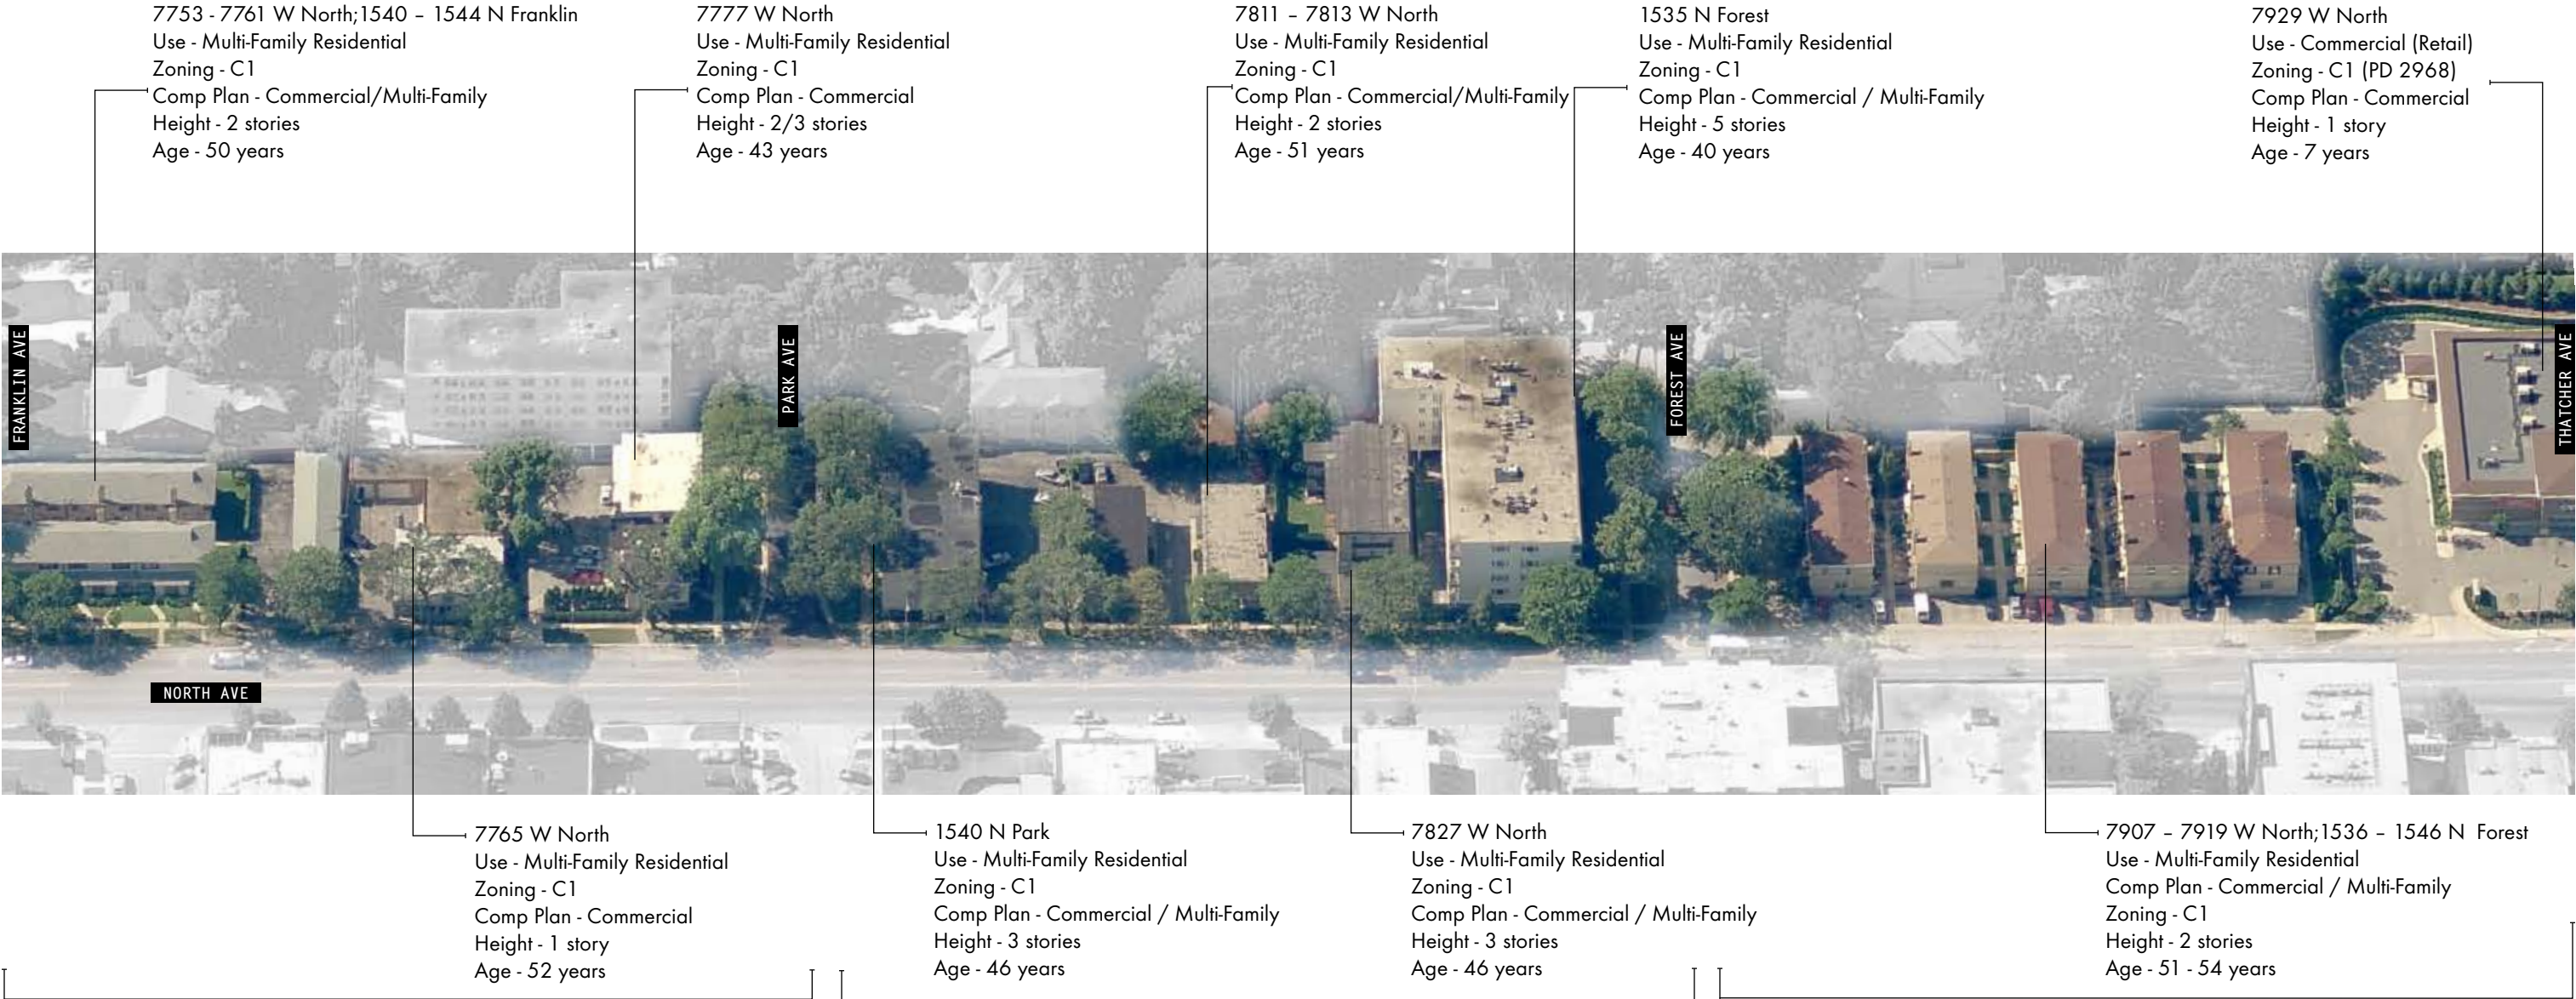 7753 - 7761 W North;1540 – 1544 N Franklin
Use - Multi-Family Residential
Zoning - C1
Comp Plan - Commercial/Multi-Family
Height - 2 stories
Age - 50 years
7777 W North
Use - Multi-Family Residential
Zoning - C1
Comp Plan - Commercial
Height - 2/3 stories
Age - 43 years
7811 – 7813 W North
Use - Multi-Family Residential
Zoning - C1
Comp Plan - Commercial/Multi-Family
Height - 2 stories
Age - 51 years
1535 N Forest
Use - Multi-Family Residential
Zoning - C1
Comp Plan - Commercial / Multi-Family
Height - 5 stories
Age - 40 years
7929 W North
Use - Commercial (Retail)
Zoning - C1 (PD 2968)
Comp Plan - Commercial
Height - 1 story
Age - 7 years
FRANKLIN AVE
PARK AVE
FOREST AVE
THATCHER AVE
NORTH AVE
7765 W North
Use - Multi-Family Residential
Zoning - C1
Comp Plan - Commercial
Height - 1 story
Age - 52 years
1540 N Park
Use - Multi-Family Residential
Zoning - C1
Comp Plan - Commercial / Multi-Family
Height - 3 stories
Age - 46 years
7827 W North
Use - Multi-Family Residential
Zoning - C1
Comp Plan - Commercial / Multi-Family
Height - 3 stories
Age - 46 years
7907 – 7919 W North;1536 – 1546 N  Forest
Use - Multi-Family Residential
Comp Plan - Commercial / Multi-Family
Zoning - C1
Height - 2 stories
Age - 51 - 54 years